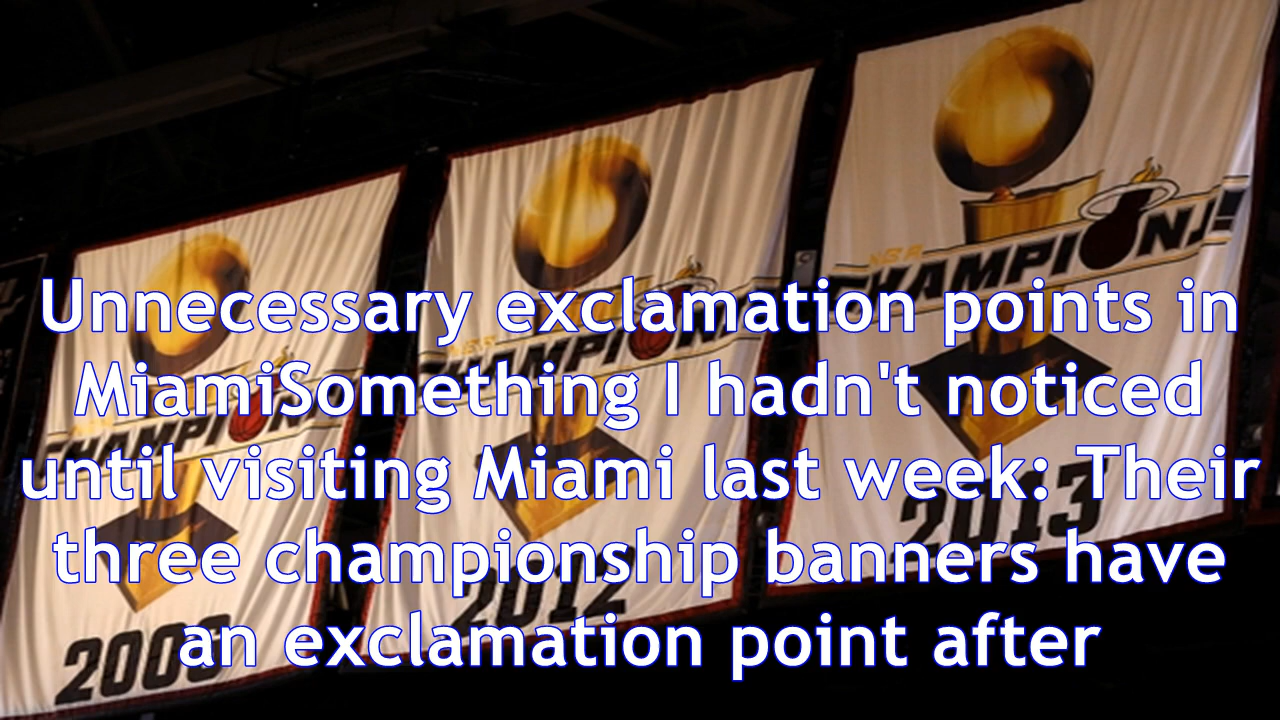 Unnecessary exclamation points in
MiamiSomething I hadn't noticed
until visiting Miami last week: Their
three championship banners have
an exclamation point after
2012
2013